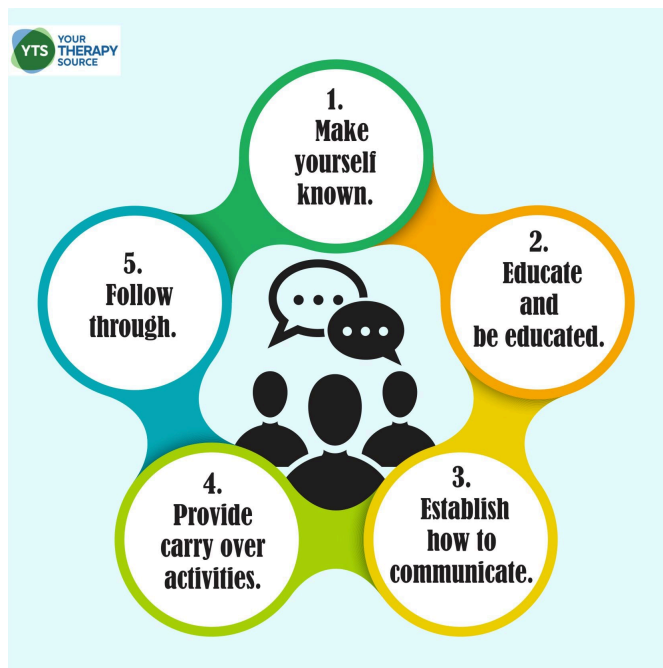 YTS
YOUR
THERAPY
SOURCE
1.
Make
yourself
known.
2.
Educate
and
be educated.
3.
Establish
how to
communicate.
4.
Provide
carry over
activities.
5.
Follow
through.